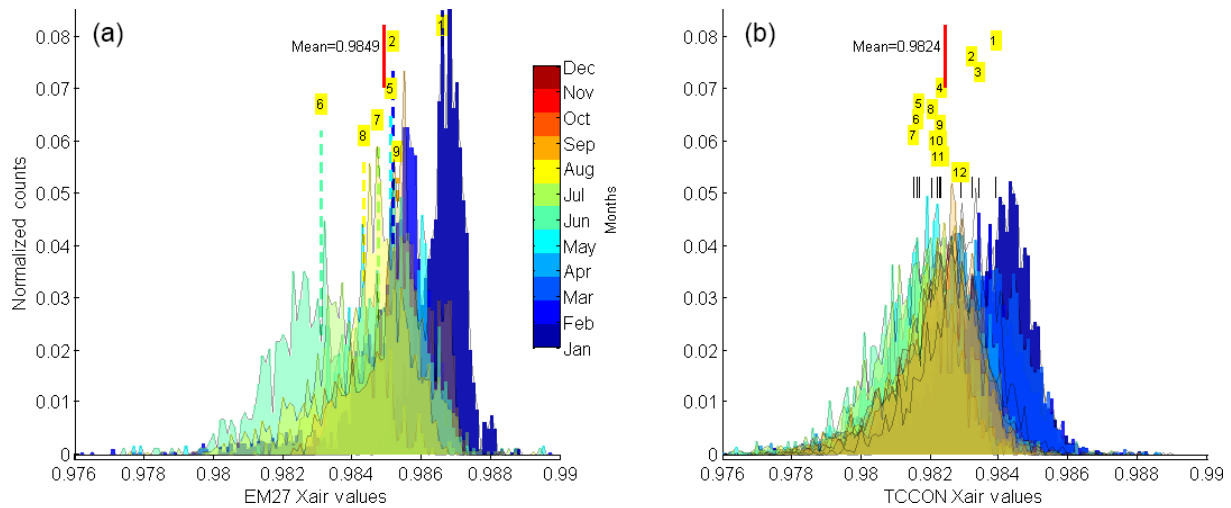 (a)
Mean=0.9849
1
2
5
6
7
8
9
0.08
0.07
0.06
0.05
0.04
0.03
0.02
0.01
0
Normalized counts
0.976 0.978 0.98 0.982 0.984 0.986 0.988 0.99
EM27 Xair values
Dec
Nov
Oct
Sep
Aug
Jul
Jun
May
Apr
Mar
Feb
Jan
Months
(b)
Mean=0.9824
1
2
3
4
5
8
6
9
7
10
11
12
0.08
0.07
0.06
0.05
0.04
0.03
0.02
0.01
0
0.976 0.978 0.98 0.982 0.984 0.986 0.988 0.99
TCCON Xair values